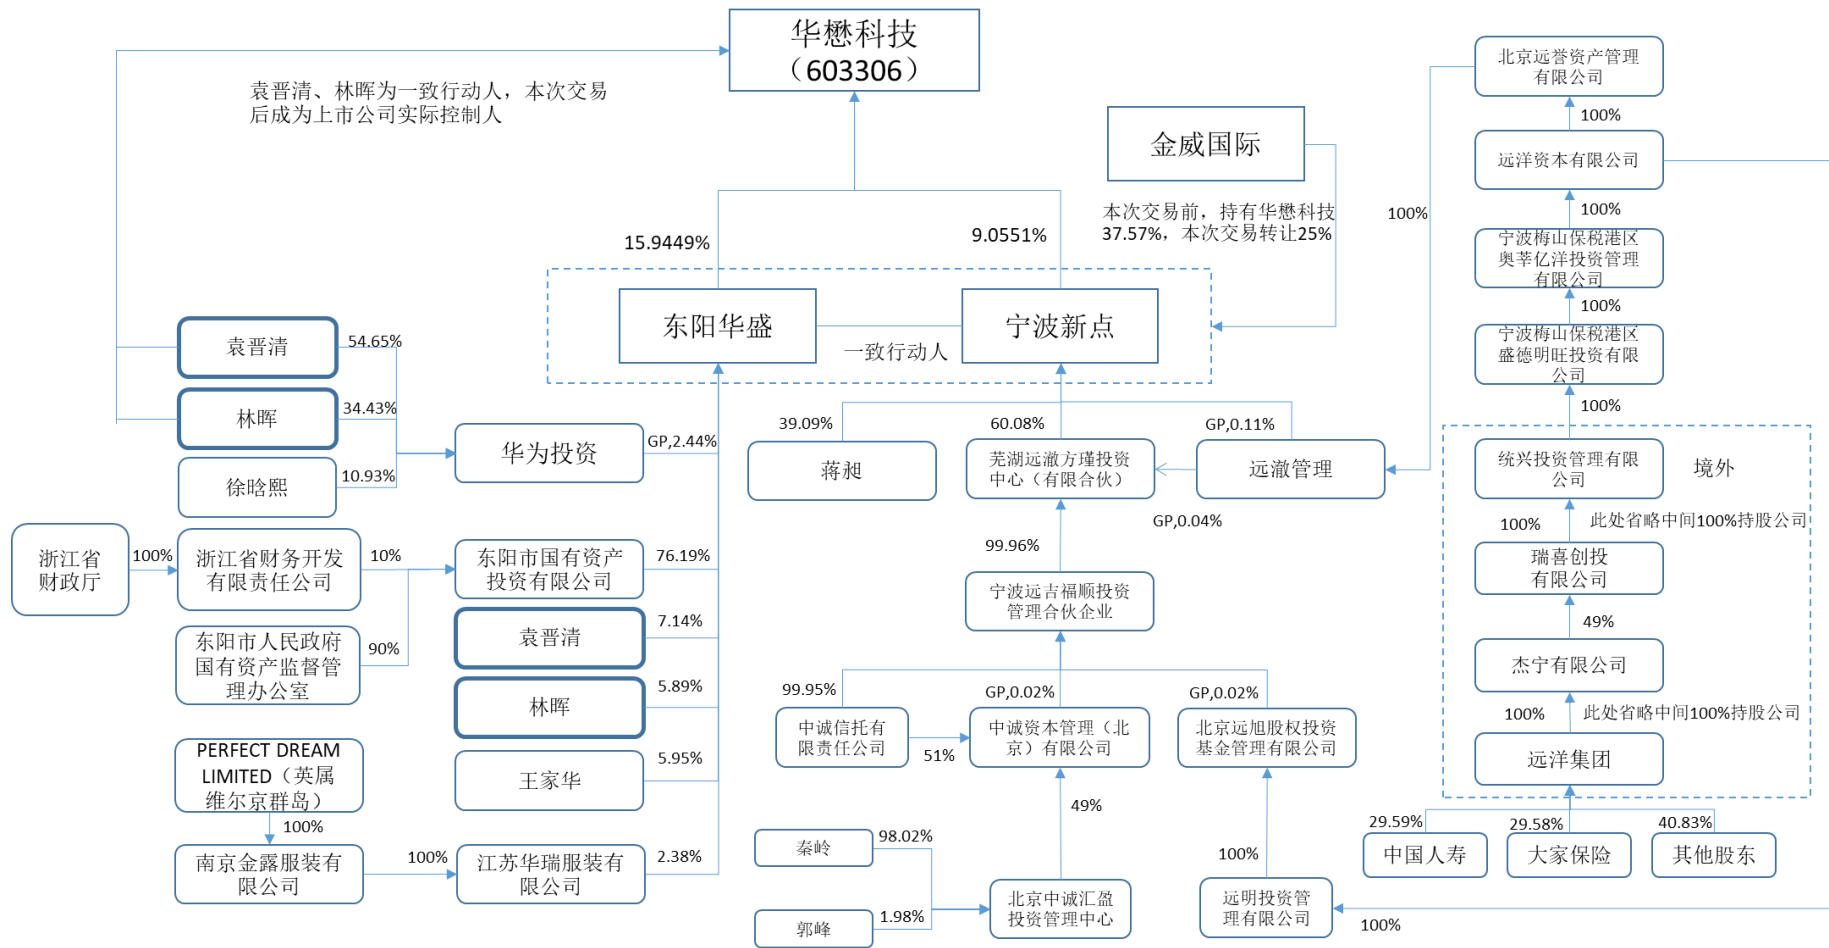 华懋科技
（603306）
袁晋清、林晖为一致行动人，本次交易
后成为上市公司实际控制人
金威国际
本次交易前，持有华懋科技
37.57%，本次交易转让25%
15.9449%
9.0551%
东阳华盛
宁波新点
一致行动人
袁晋清
54.65%
林晖
34.43%
徐晗熙
10.93%
华为投资
GP,2.44%
浙江省
财政厅
100%
浙江省财务开发
有限责任公司
10%
东阳市人民政府
国有资产监督管
理办公室
90%
东阳市国有资产
投资有限公司
76.19%
袁晋清
7.14%
林晖
5.89%
王家华
5.95%
PERFECT DREAM
LIMITED（英属
维尔京群岛）
100%
南京金露服装有
限公司
100%
江苏华瑞服装有
限公司
2.38%
39.09%
蒋昶
60.08%
芜湖远澈方瑾投资
中心（有限合伙）
GP,0.11%
远澈管理
GP,0.04%
99.96%
宁波远吉福顺投资
管理合伙企业
99.95%
中诚信托有
限责任公司
51%
GP,0.02%
中诚资本管理（北
京）有限公司
GP,0.02%
北京远旭股权投资
基金管理有限公司
49%
秦岭
98.02%
郭峰
1.98%
北京中诚汇盈
投资管理中心
100%
远明投资管
理有限公司
100%
北京远誉资产管理
有限公司
100%
100%
远洋资本有限公司
100%
宁波梅山保税港区
奥莘亿洋投资管理
有限公司
100%
宁波梅山保税港区
盛德明旺投资有限
公司
100%
统兴投资管理有限
公司
境外
100%
此处省略中间100%持股公司
瑞喜创投
有限公司
49%
杰宁有限公司
100%
此处省略中间100%持股公司
远洋集团
29.59%
29.58%
40.83%
中国人寿
大家保险
其他股东